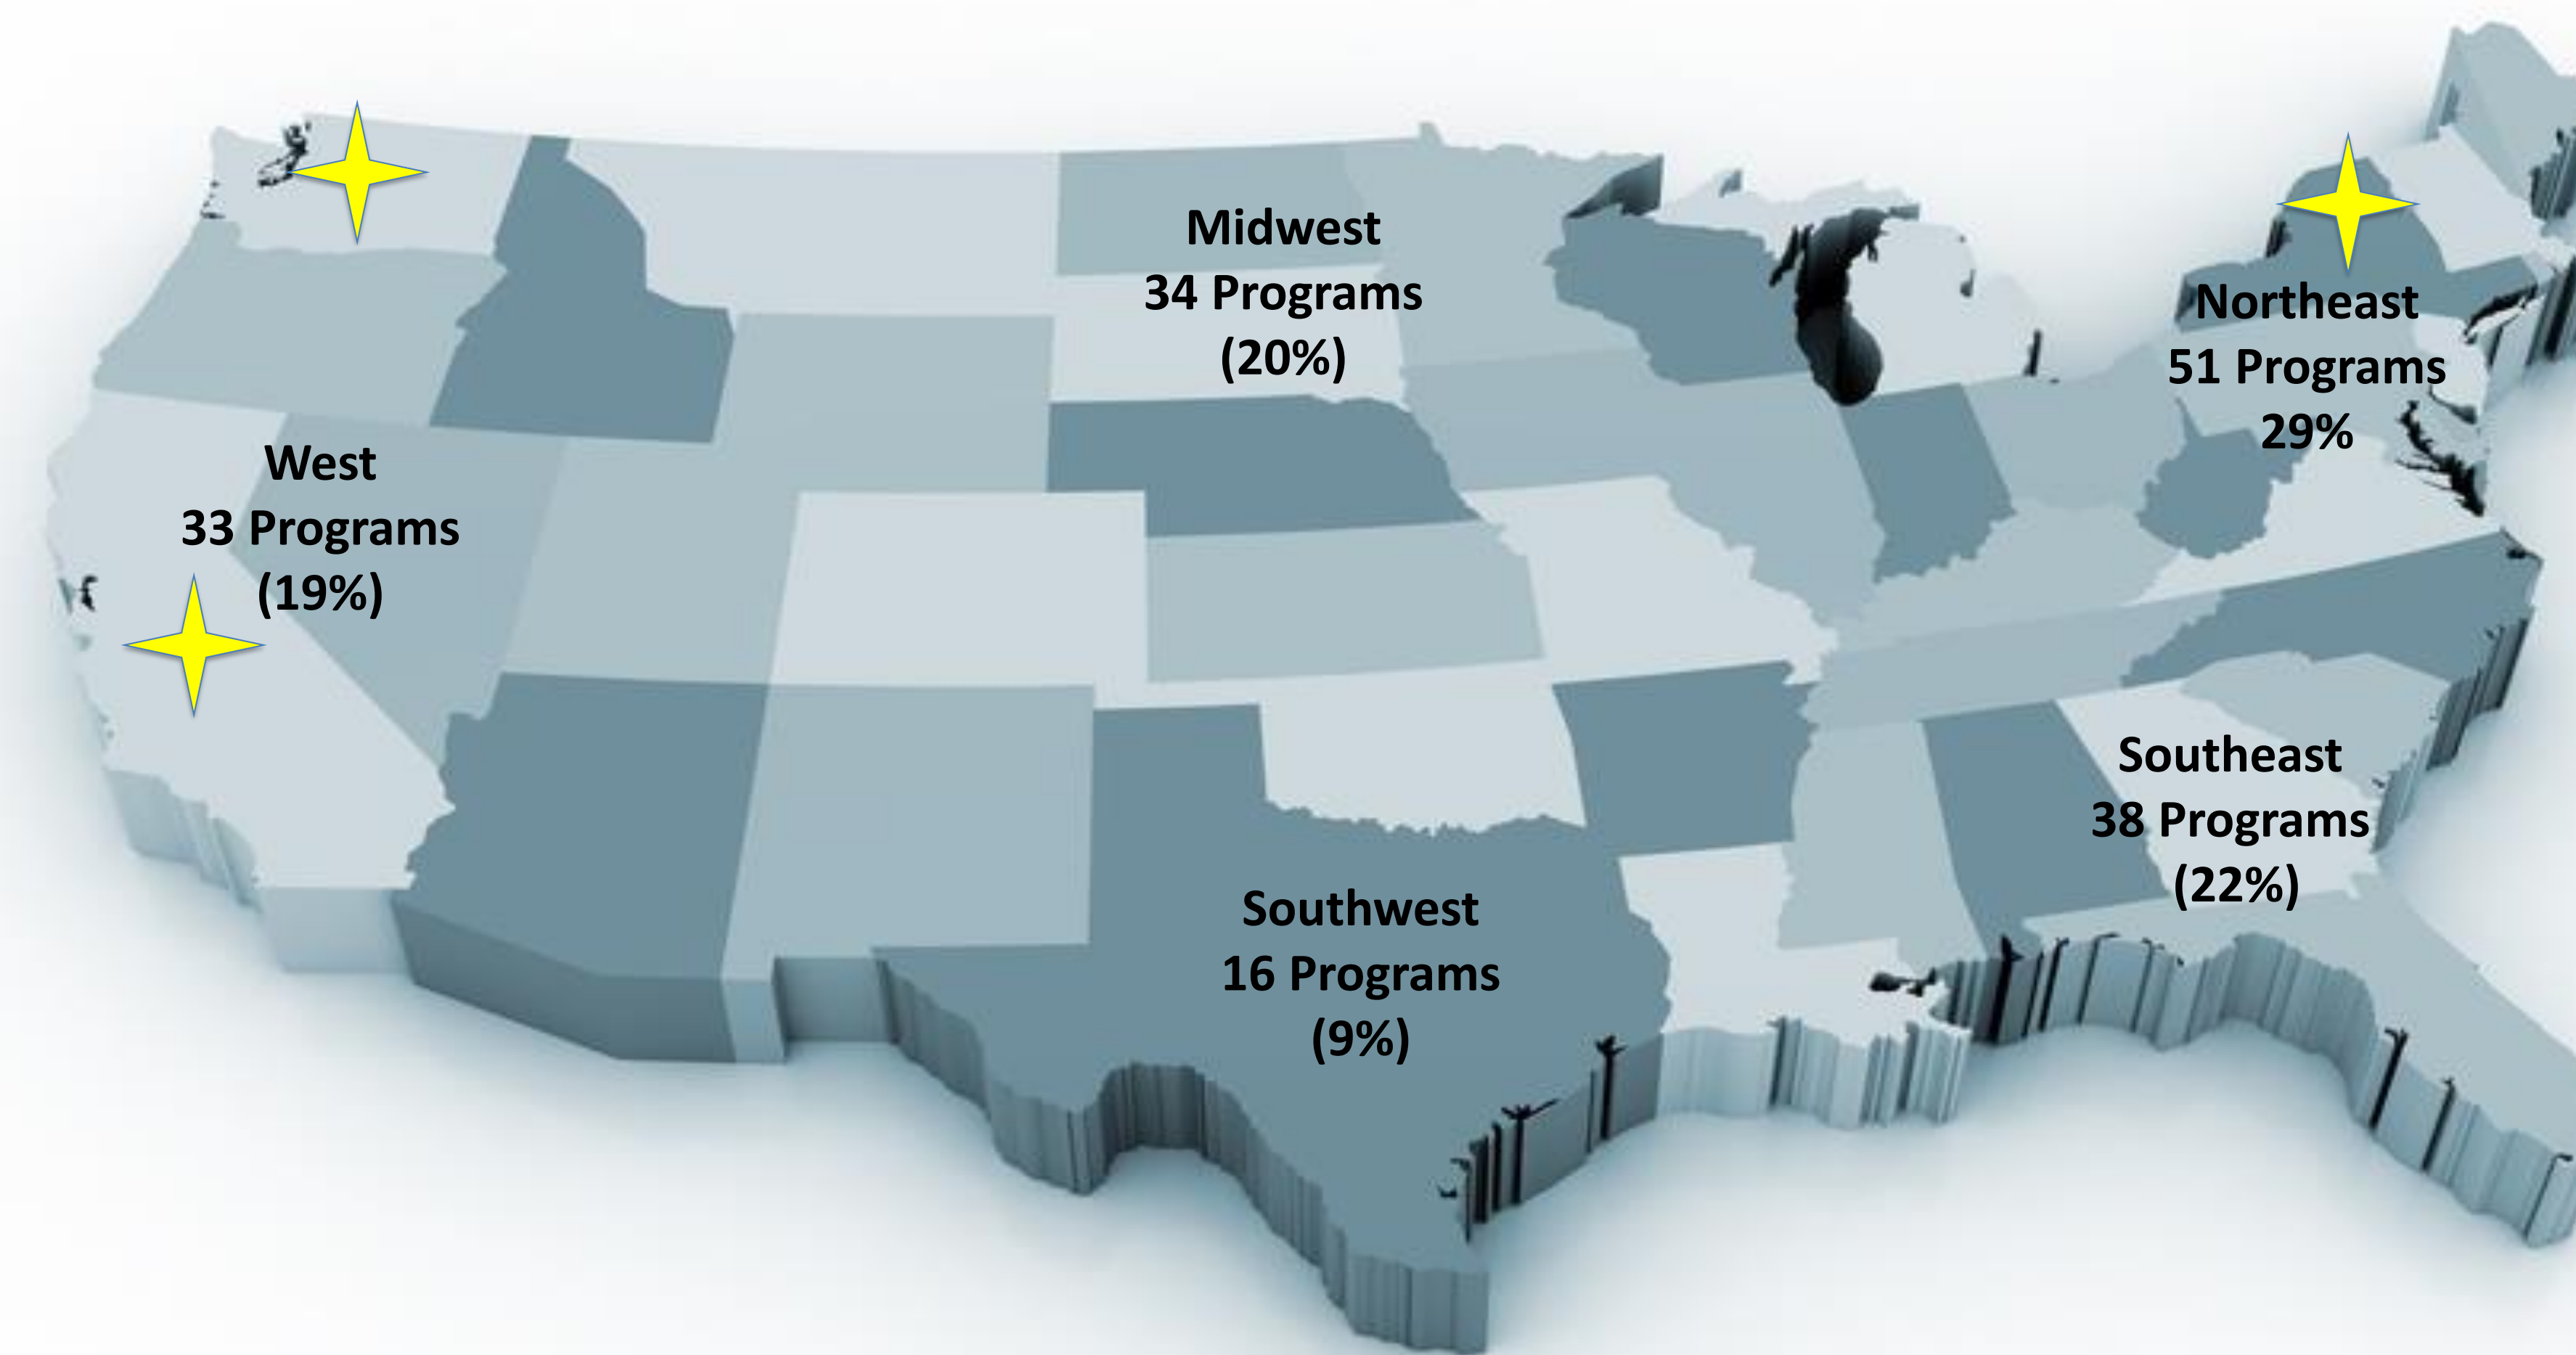 Midwest
34 Programs
(20%)
Northeast
51 Programs
29%
West
33 Programs
(19%)
Southeast
38 Programs
(22%)
Southwest
16 Programs
(9%)